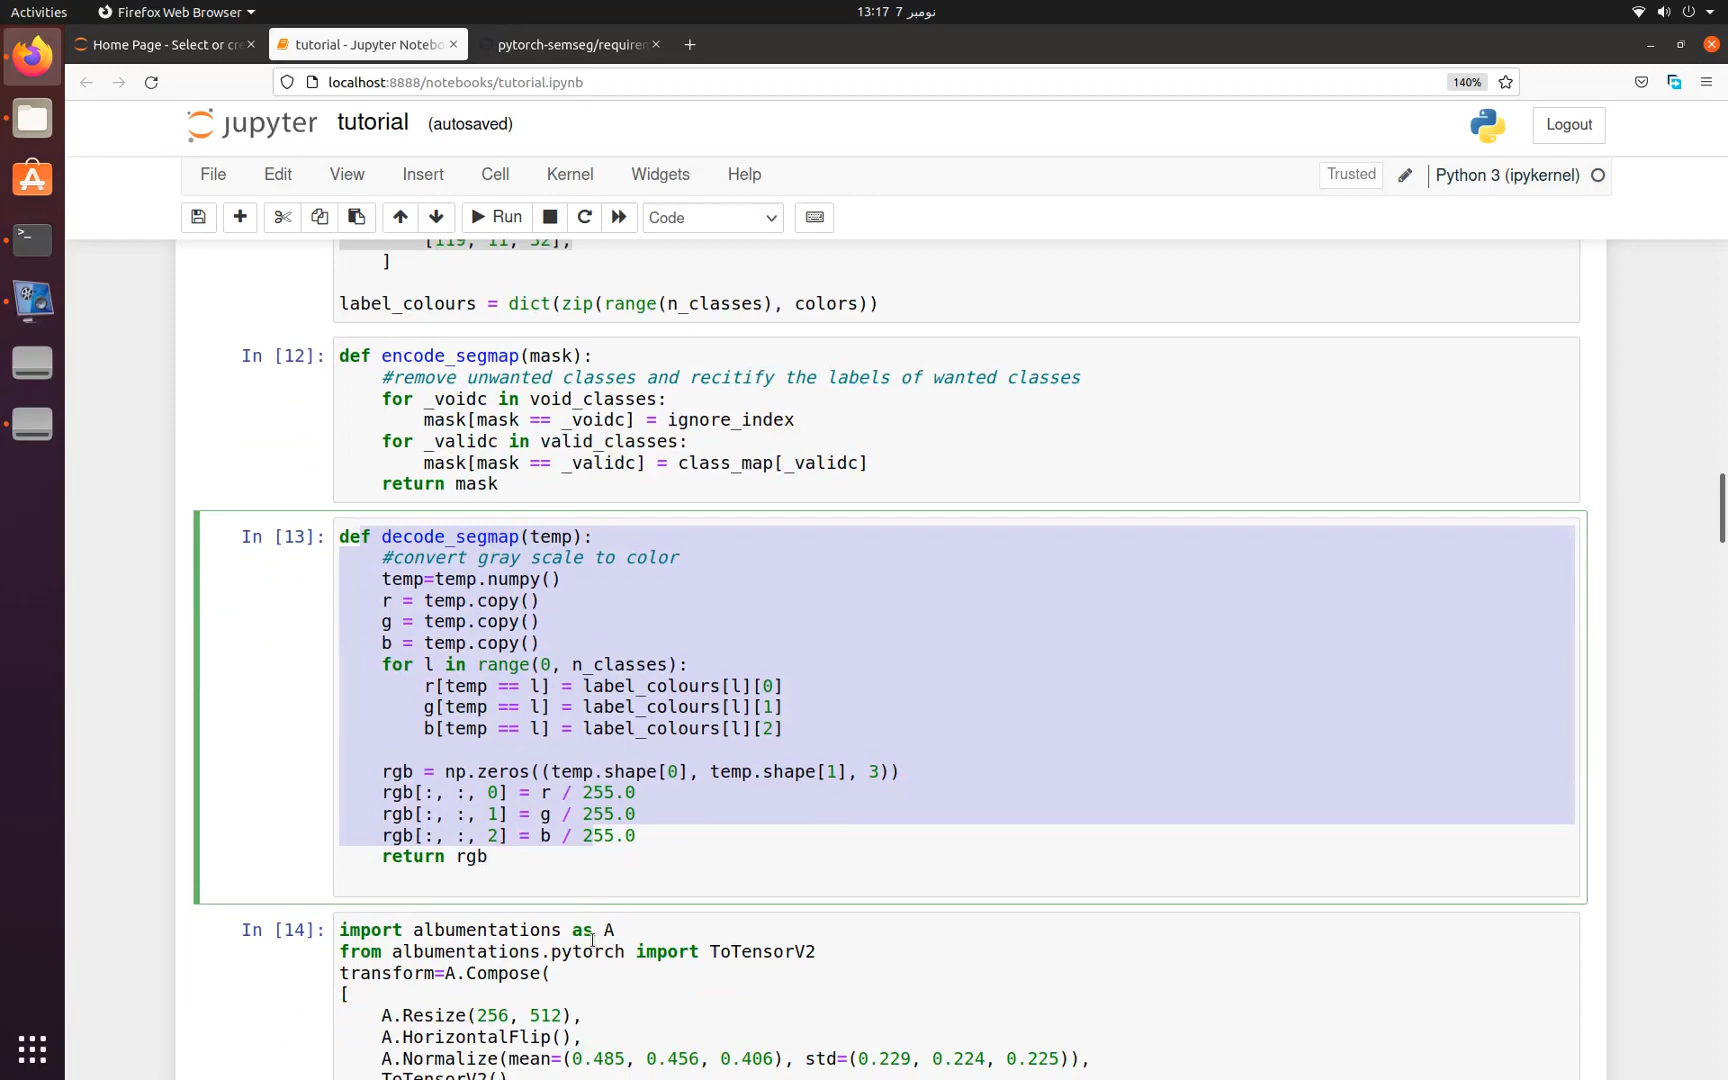 Activities
Firefox Web Browser
13:17 7 نومبر
Home Page - Select or cre
tutorial - Jupyter Notebo
pytorch-semseg/requirem
localhost:8888/notebooks/tutorial.ipynb
140%
jupyter
tutorial
(autosaved)
Logout
File
Edit
View
Insert
Cell
Kernel
Widgets
Help
Trusted
Python 3 (ipykernel)
Run
Code
[119, 11, 32],
]
label_colours = dict(zip(range(n_classes), colors))
In [12]:
def encode_segmap(mask):
#remove unwanted classes and recitify the labels of wanted classes
for _voidc in void_classes:
mask[mask == _voidc] = ignore_index
for _validc in valid_classes:
mask[mask == _validc] = class_map[_validc]
return mask
In [13]:
def decode_segmap(temp):
#convert gray scale to color
temp=temp.numpy()
r = temp.copy()
g = temp.copy()
b = temp.copy()
for l in range(0, n_classes):
r[temp == l] = label_colours[l][0]
g[temp == l] = label_colours[l][1]
b[temp == l] = label_colours[l][2]
rgb = np.zeros((temp.shape[0], temp.shape[1], 3))
rgb[:, :, 0] = r / 255.0
rgb[:, :, 1] = g / 255.0
rgb[:, :, 2] = b / 255.0
return rgb
In [14]:
import albumentations as A
from albumentations.pytorch import ToTensorV2
transform=A.Compose(
[
A.Resize(256, 512),
A.HorizontalFlip(),
A.Normalize(mean=(0.485, 0.456, 0.406), std=(0.229, 0.224, 0.225)),
ToTensorV2()